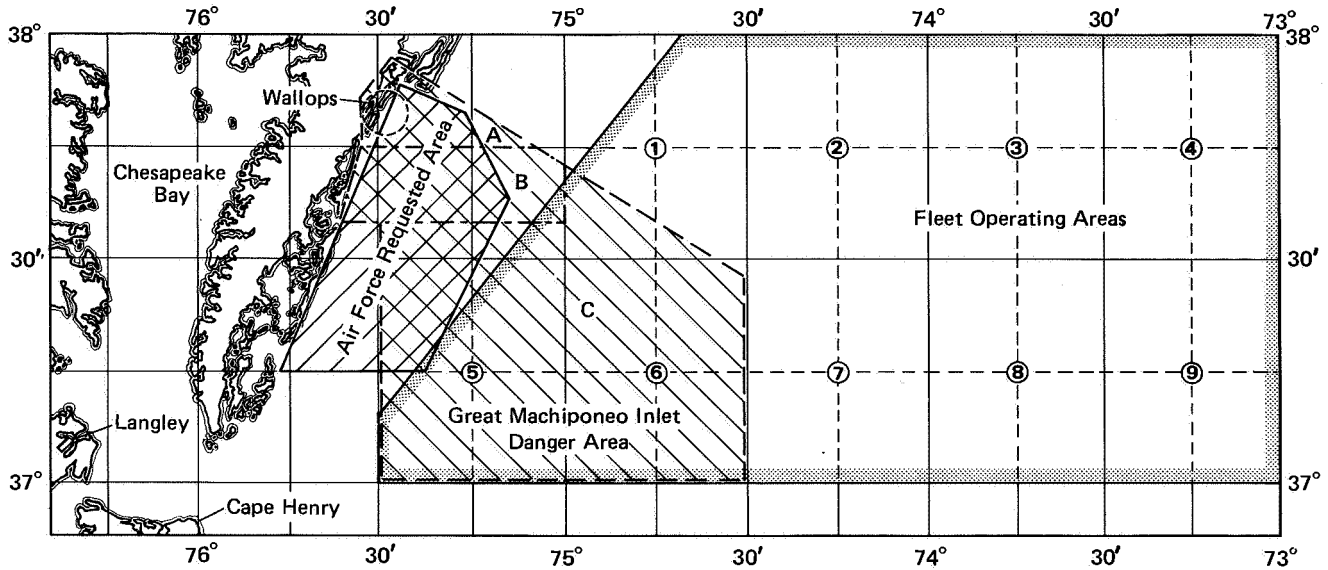 76° 30′ 75° 30′ 74° 30′ 73°
38° 38°
Wallops
A
1 2 3 4
Chesapeake
Bay
B
Fleet Operating Areas
Air Force Requested Area
30′ 30′
C
5 6 7 8 9
Great Machiponeo Inlet
Danger Area
Langley
37° 37°
Cape Henry
76° 30′ 75° 30′ 74° 30′ 73°